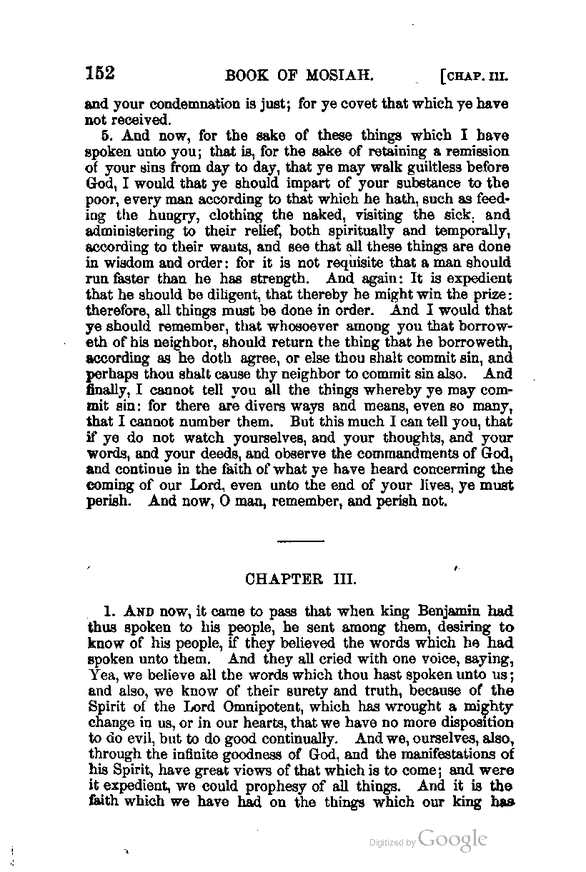 152 BOOK OF MOSIAH. [CHAP. III.
and your condemnation is just; for ye covet that which ye have
not received.
5. And now, for the sake of these things which I have
spoken unto you; that is, for the sake of retaining a remission
of your sins from day to day, that ye may walk guiltless before
God, I would that ye should impart of your substance to the
poor, every man according to that which he hath, such as feed-
ing the hungry, clothing the naked, visiting the sick, and
administering to their relief, both spiritually and temporally,
according to their wants, and see that all these things are done
in wisdom and order: for it is not requisite that a man should
run faster than he has strength. And again: It is expedient
that he should be diligent, that thereby he might win the prize:
therefore, all things must be done in order. And I would that
ye should remember, that whosoever among you that borrow-
eth of his neighbor, should return the thing that he borroweth,
according as he doth agree, or else thou shalt commit sin, and
perhaps thou shalt cause thy neighbor to commit sin also. And
finally, I cannot tell you all the things whereby ye may com-
mit sin: for there are divers ways and means, even so many,
that I cannot number them. But this much I can tell you, that
if ye do not watch yourselves, and your thoughts, and your
words, and your deeds, and observe the commandments of God,
and continue in the faith of what ye have heard concerning the
coming of our Lord, even unto the end of your lives, ye must
perish. And now, O man, remember, and perish not.
CHAPTER III.
1. AND now, it came to pass that when king Benjamin had
thus spoken to his people, he sent among them, desiring to
know of his people, if they believed the words which he had
spoken unto them. And they all cried with one voice, saying,
Yea, we believe all the words which thou hast spoken unto us;
and also, we know of their surety and truth, because of the
Spirit of the Lord Omnipotent, which has wrought a mighty
change in us, or in our hearts, that we have no more disposition
to do evil, but to do good continually. And we, ourselves, also,
through the infinite goodness of God, and the manifestations of
his Spirit, have great views of that which is to come; and were
it expedient, we could prophesy of all things. And it is the
faith which we have had on the things which our king has
Digitized by Google